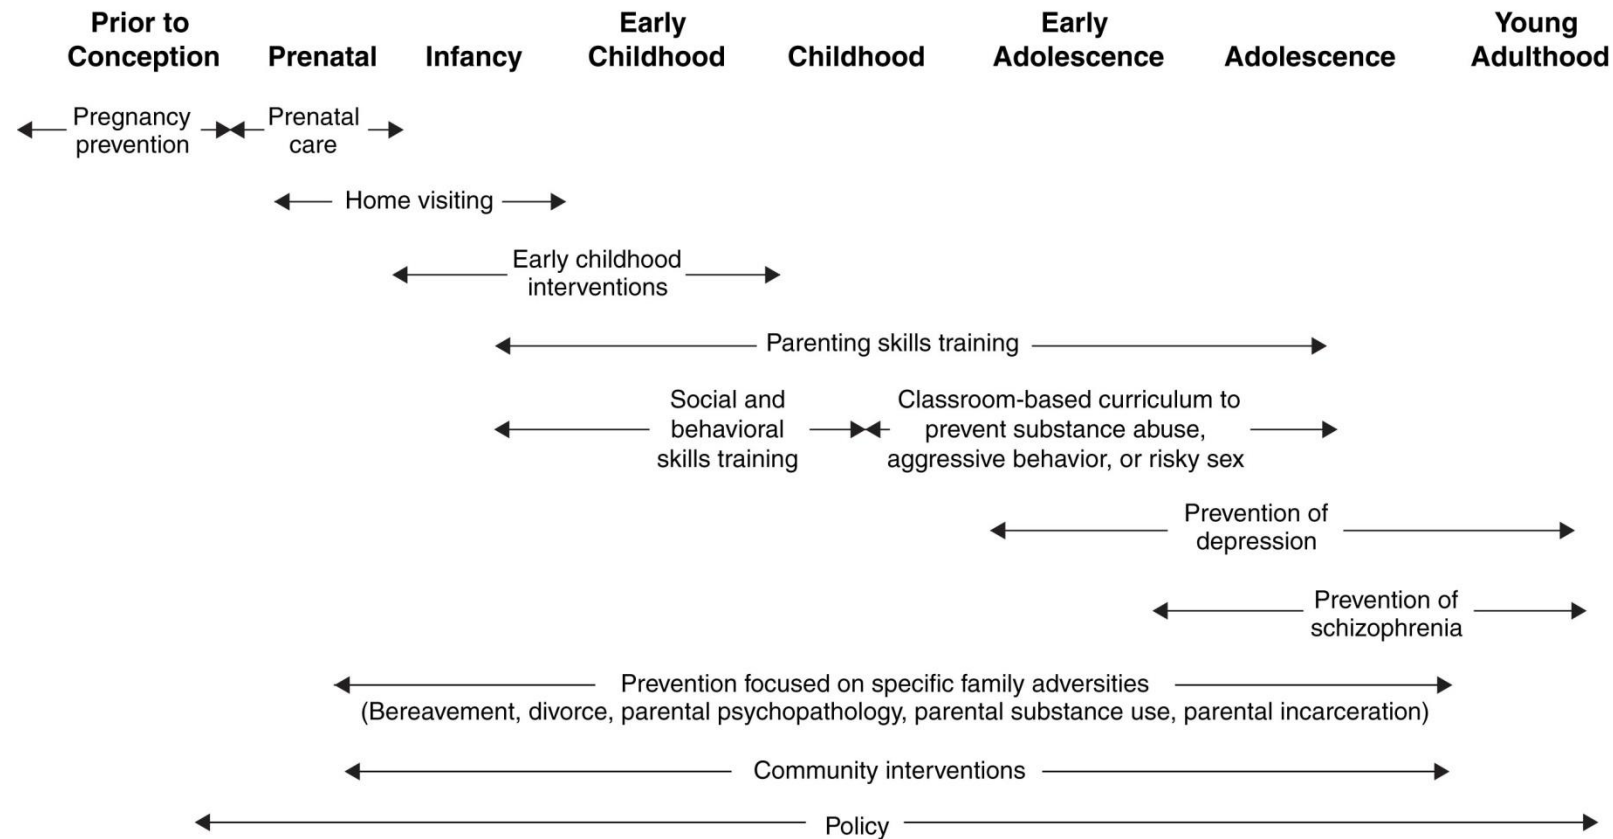 Prior to Conception
Prenatal
Infancy
Early Childhood
Childhood
Early Adolescence
Adolescence
Young Adulthood
Pregnancy
prevention
Prenatal
care
Home visiting
Early childhood
interventions
Parenting skills training
Social and
behavioral
skills training
Classroom-based curriculum to
prevent substance abuse,
aggressive behavior, or risky sex
Prevention of
depression
Prevention of
schizophrenia
Prevention focused on specific family adversities
(Bereavement, divorce, parental psychopathology, parental substance use, parental incarceration)
Community interventions
Policy